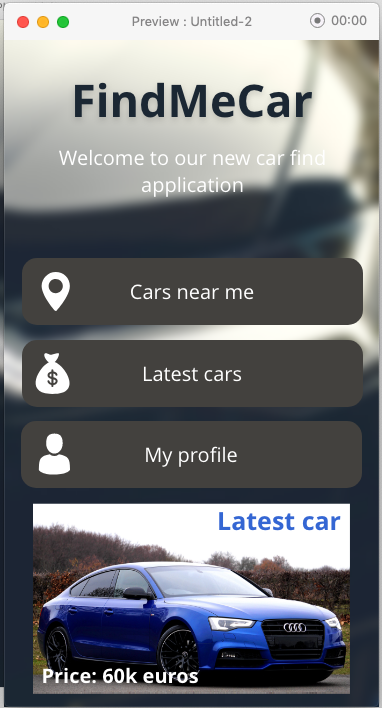 Preview : Untitled-2
00:00
FindMeCar
Welcome to our new car find
application
Cars near me
$
Latest cars
My profile
Latest car
Price: 60k euros